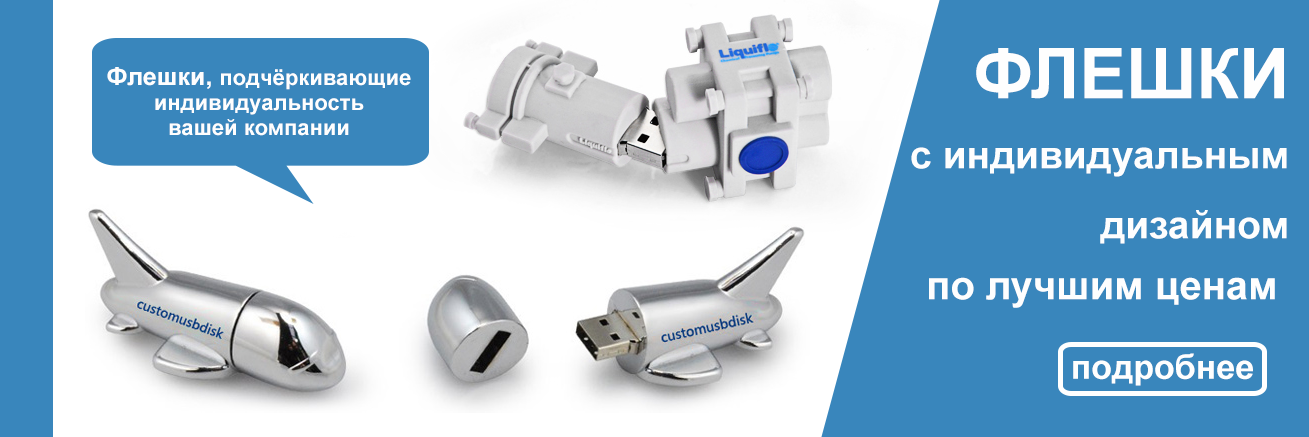 Флешки, подчёркивающие
индивидуальность
вашей компании
Liquiflo
Liquiflo
customusbdisk
customusbdisk
ФЛЕШКИ
с индивидуальным
дизайном
по лучшим ценам
подробнее